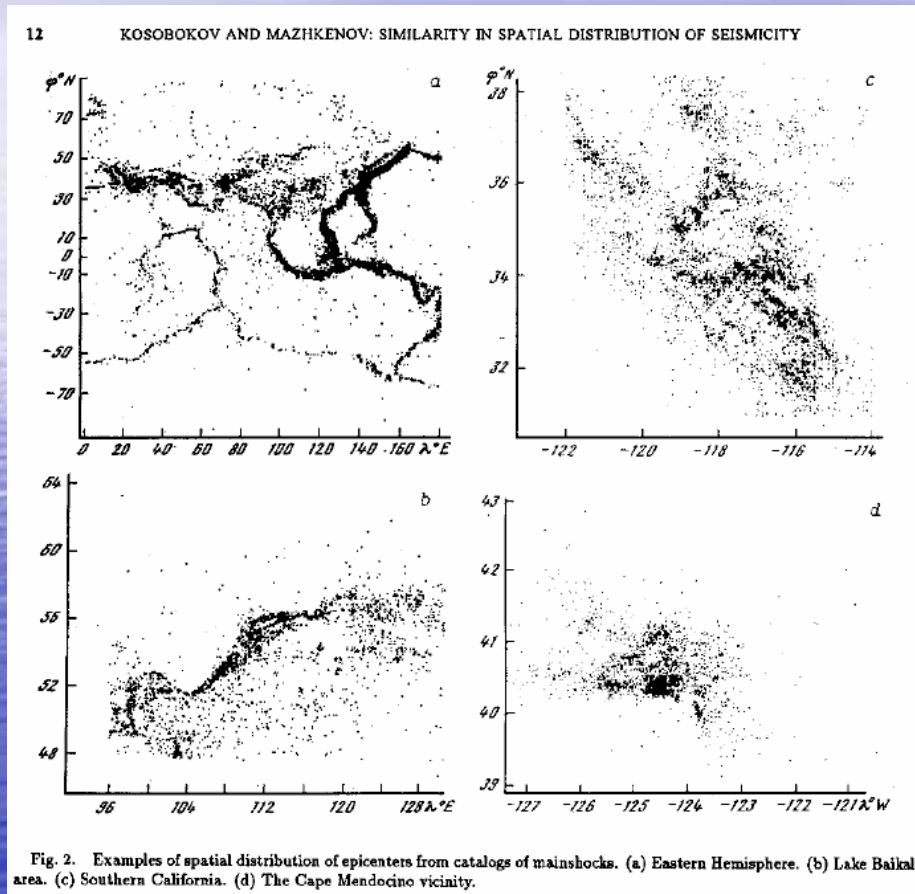 12 KOSOBOKOV AND MAZHKENOV: SIMILARITY IN SPATIAL DISTRIBUTION OF SEISMICITY
φ°N
a
70
50
30
10
0
-10
-30
-50
-70
0 20 40 60 80 100 120 140 -160 λ°E
φ°N
c
38
36
34
32
-122 -120 -118 -116 -114
64
b
60
56
52
48
96 104 112 120 128 λ°E
43
d
42
41
40
39
-127 -126 -125 -124 -123 -122 -121 λ°W
Fig. 2. Examples of spatial distribution of epicenters from catalogs of mainshocks. (a) Eastern Hemisphere. (b) Lake Baikal
area. (c) Southern California. (d) The Cape Mendocino vicinity.